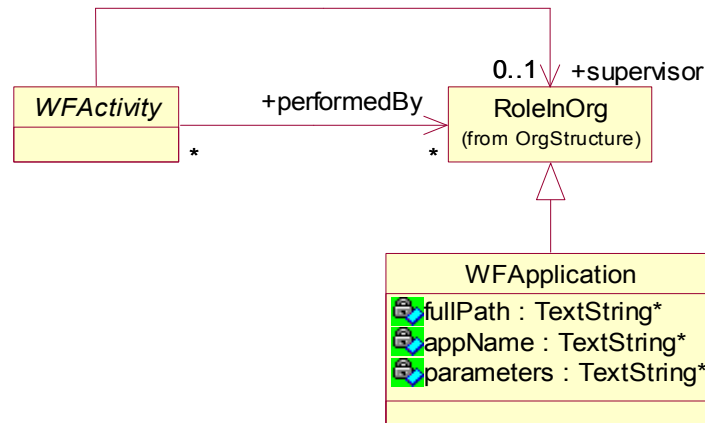 0..1 +supervisor
WFActivity
+performedBy
RoleInOrg
(from OrgStructure)
*
*
WFApplication
fullPath : TextString*
appName : TextString*
parameters : TextString*